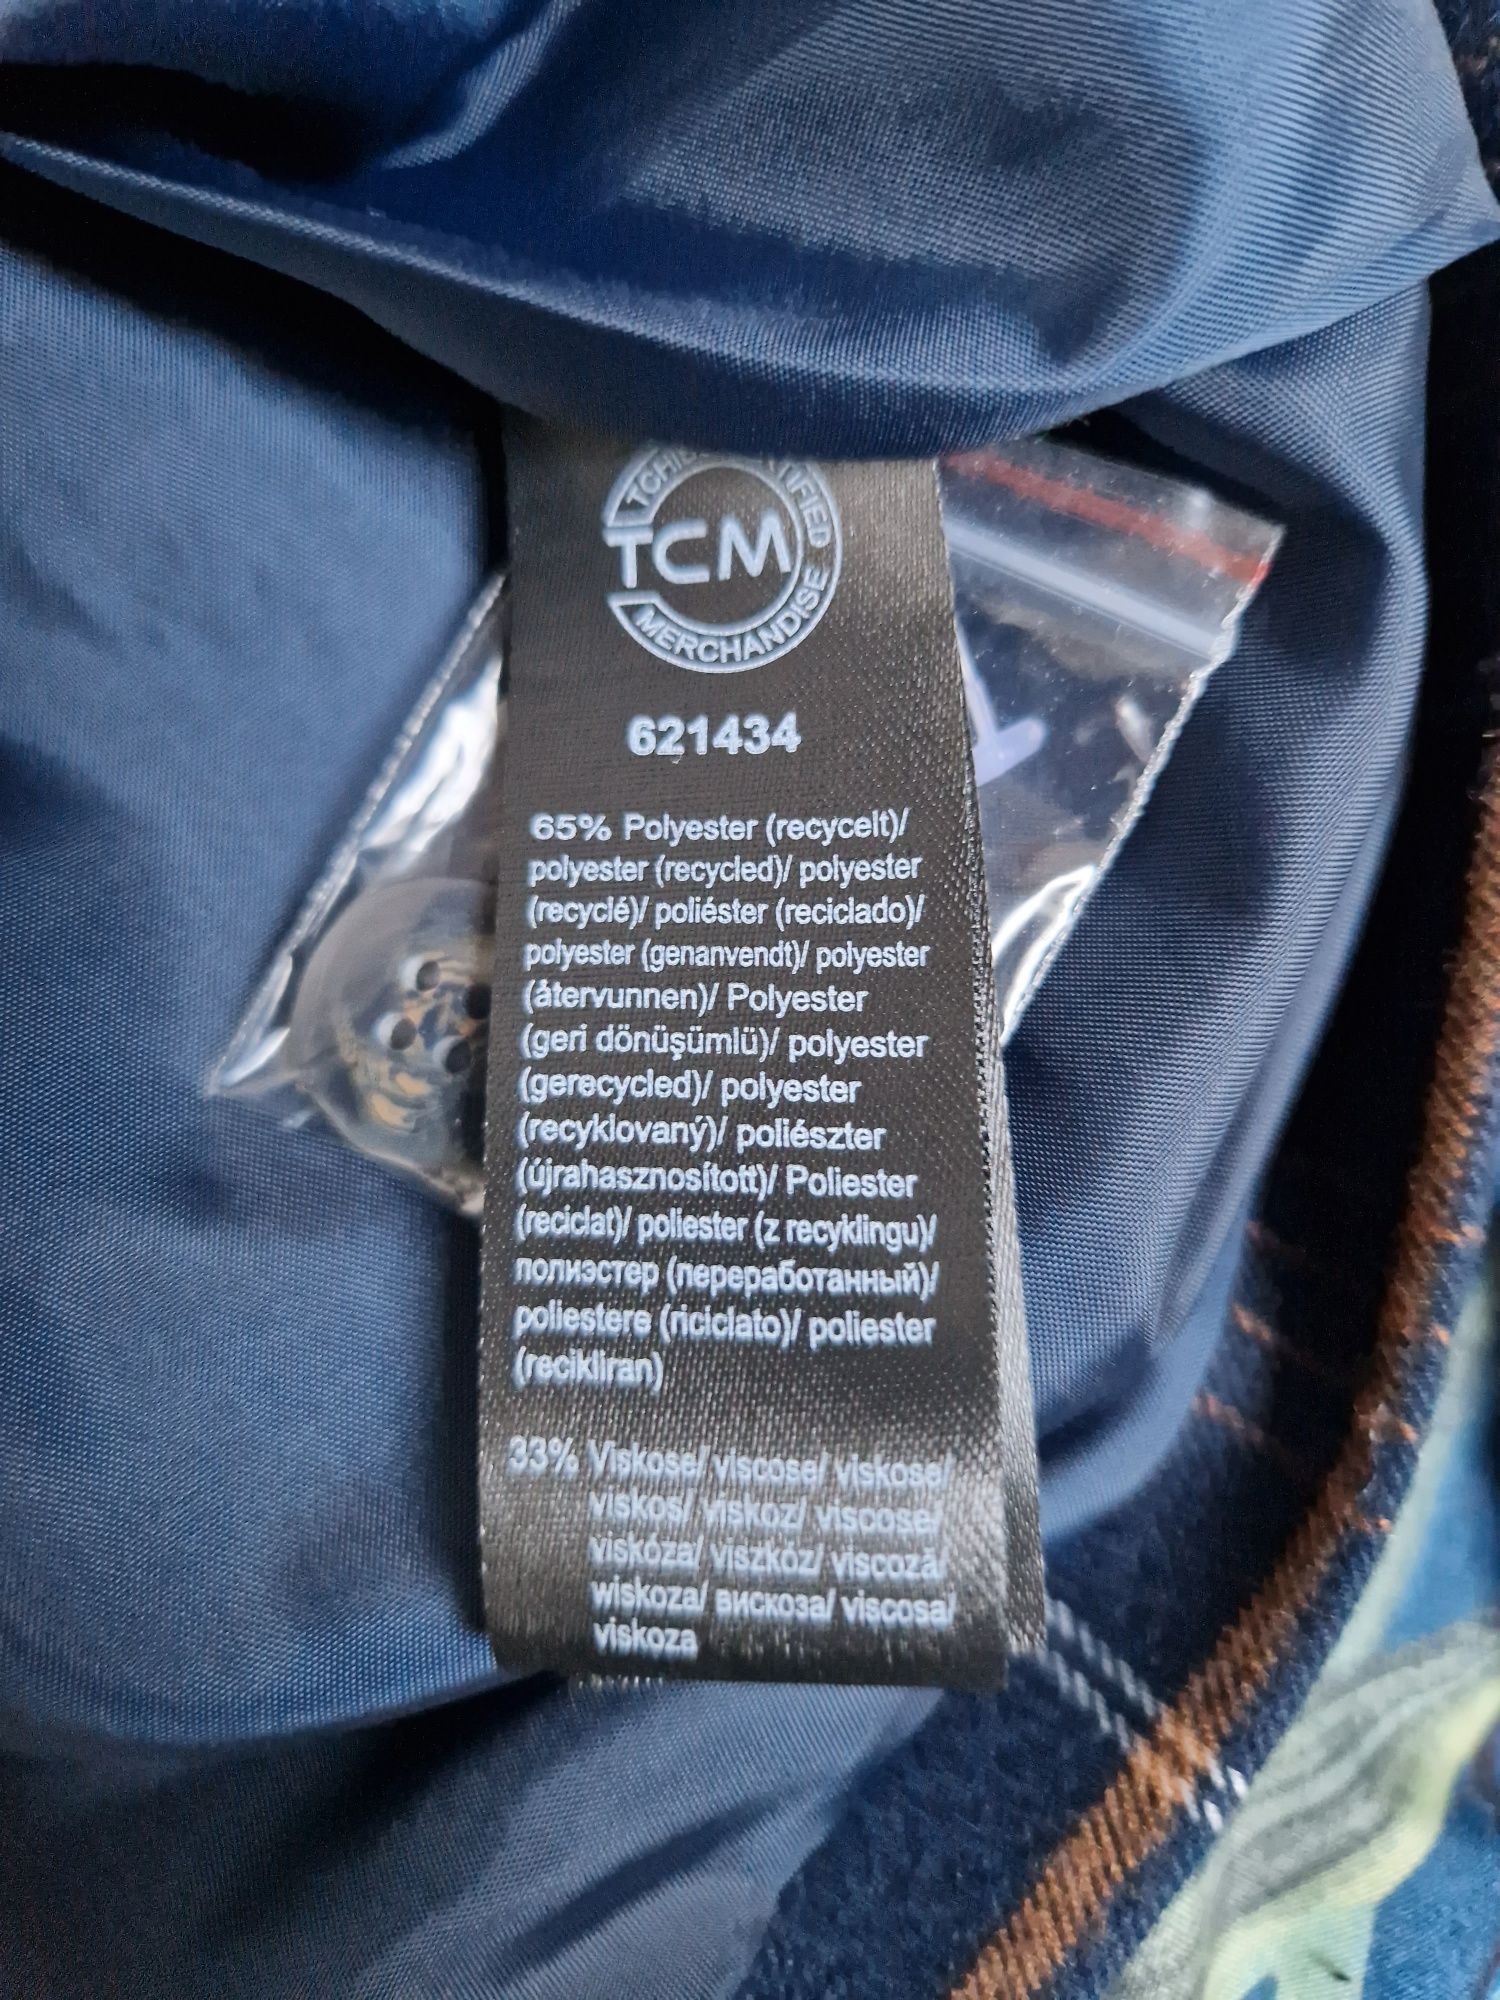 TCM
MERCHANDISE
621434
65% Polyester (recycelt)/
polyester (recycled)/ polyester
(recyclé)/ poliéster (reciclado)/
polyester (genanvendt)/ polyester
(återvunnen)/ Polyester
(geri dönüşümlü)/ polyester
(gerecycled)/ polyester
(recyklovaný)/ poliészter
(újrahasznosított)/ Poliester
(reciclat)/ poliester (z recyklingu)/
полиэстер (переработанный)/
poliestere (riciclato)/ poliester
(recikliran)
33% Viskose/ viscose/ viskose/
viskos/ viskoz/ viscose/
viskóza/ viszkóz/ viscoză/
wiskoza/ вискоза/ viscosa/
viskoza